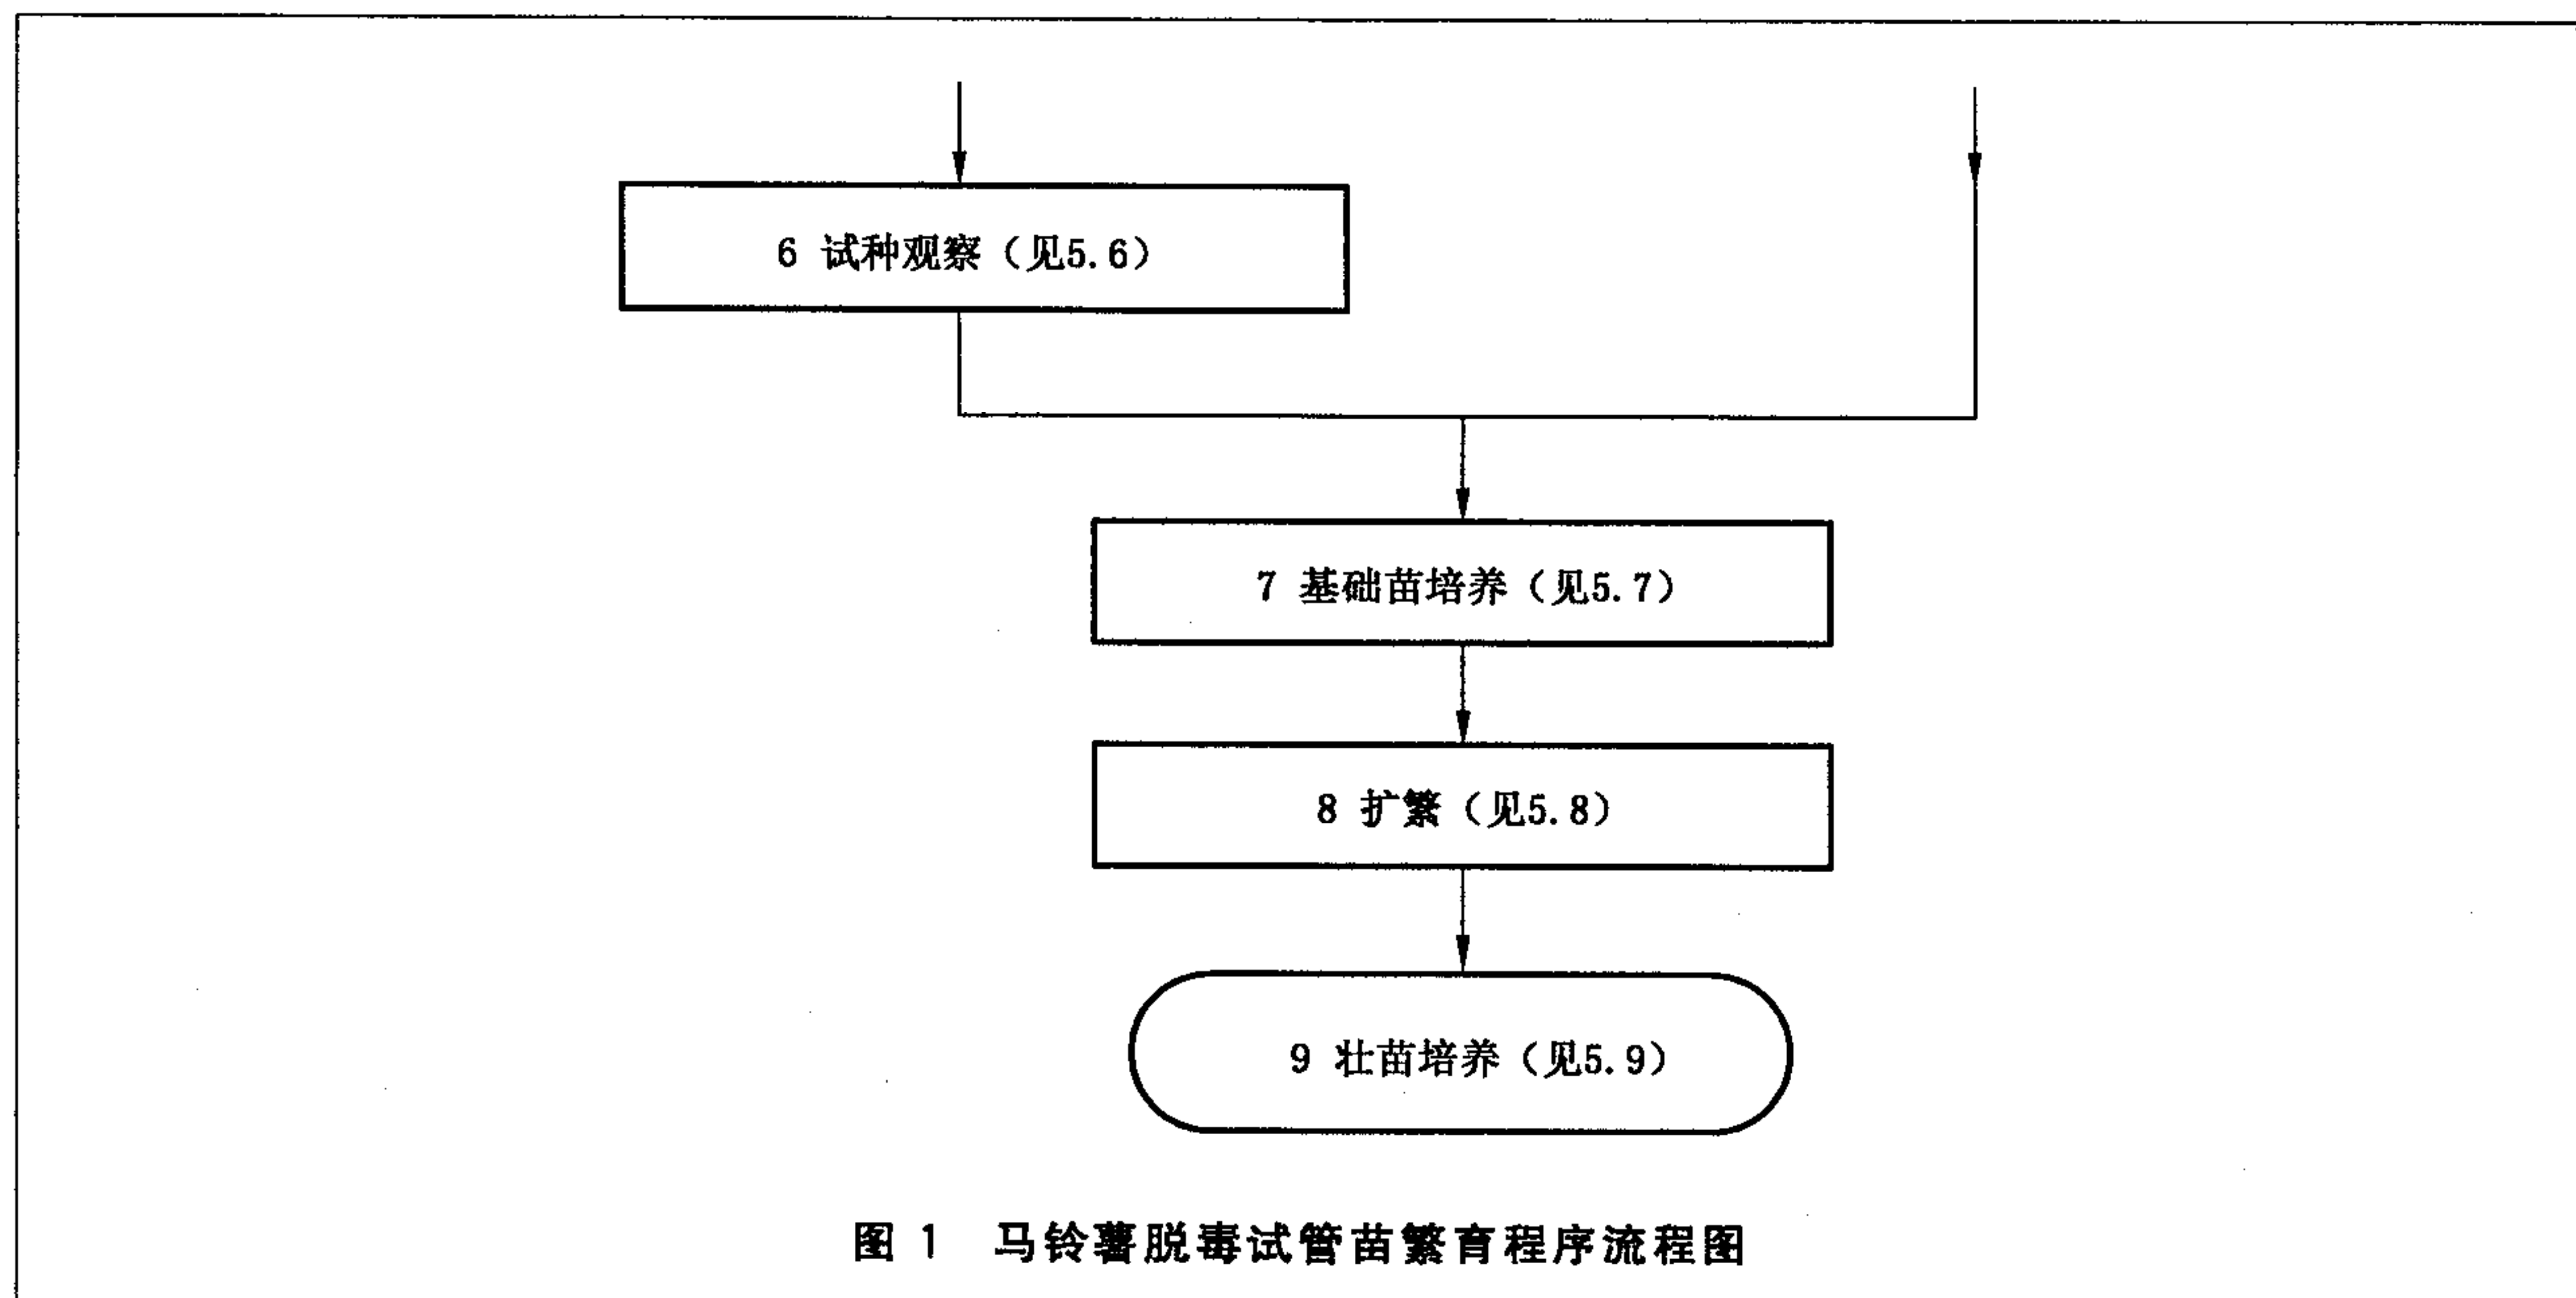 6 试种观察（见5.6）
7 基础苗培养（见5.7）
8 扩繁（见5.8）
9 壮苗培养（见5.9）
图 1 马铃薯脱毒试管苗繁育程序流程图